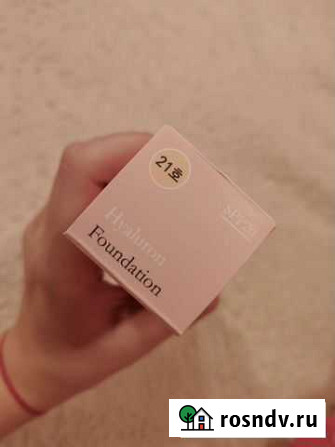 21호
Hyaluron
Foundation
rosndv.ru